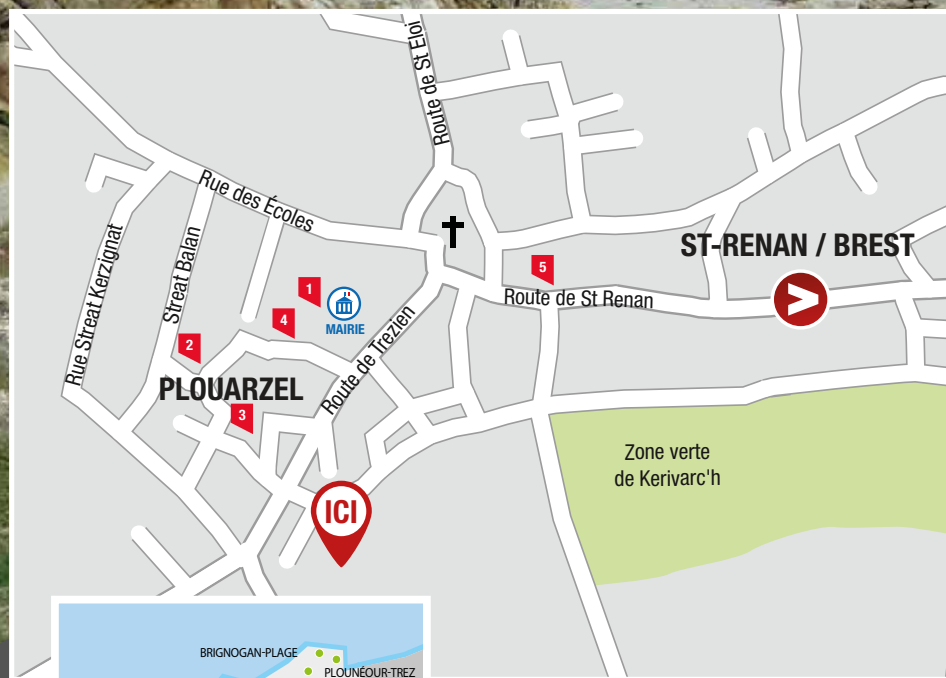 Route de St Eloi
Rue des Écoles
ST-RENAN / BREST
Rue Streat Kerzignat
Streat Balan
5
1
Route de St Renan
4
MAIRIE
2
Route de Trezien
PLOUARZEL
3
Zone verte
de Kerivarc'h
ICI
BRIGNOGAN-PLAGE
PLOUNÉOUR-TREZ